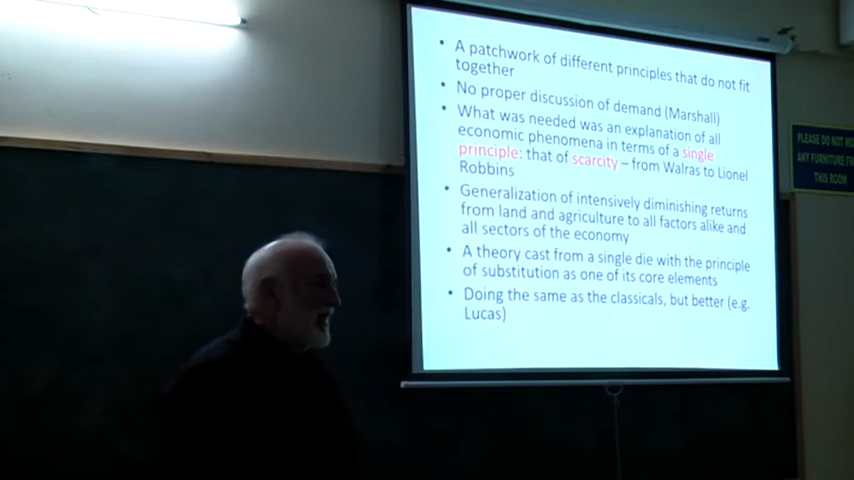 • A patchwork of different principles that do not fit
together
• No proper discussion of demand (Marshall)
• What was needed was an explanation of all
economic phenomena in terms of a single
principle: that of scarcity – from Walras to Lionel
Robbins
• Generalization of intensively diminishing returns
from land and agriculture to all factors alike and
all sectors of the economy
• A theory cast from a single die with the principle
of substitution as one of its core elements
• Doing the same as the classicals, but better (e.g.
Lucas)
PLEASE DO NOT MO
ANY FURNITURE F
THIS ROOM